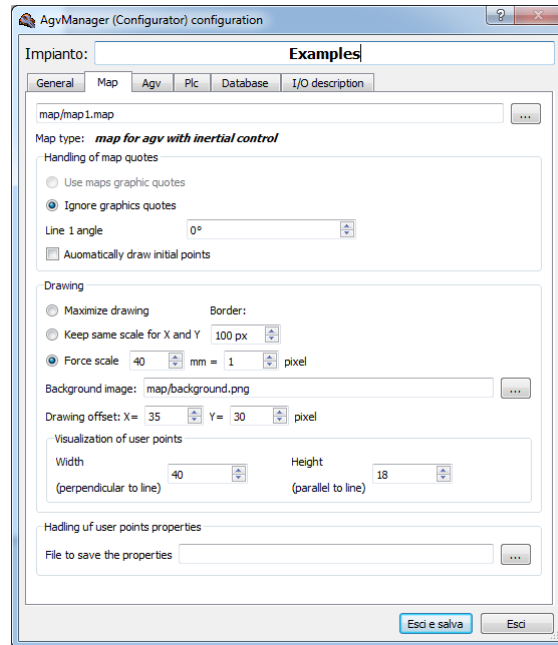 AgvManager (Configurator) configuration
?
Impianto: Examples
General Map Agv Plc Database I/O description
map/map1.map ...
Map type: map for agv with inertial control
Handling of map quotes
Use maps graphic quotes
Ignore graphics quotes
Line 1 angle 0°
Auomatically draw initial points
Drawing
Maximize drawing Border:
Keep same scale for X and Y 100 px
Force scale 40 mm = 1 pixel
Background image: map/background.png ...
Drawing offset: X= 35 Y= 30 pixel
Visualization of user points
Width Height
40 18
(perpendicular to line) (parallel to line)
Hadling uf user points properties
File to save the properties ...
Esci e salva Esci